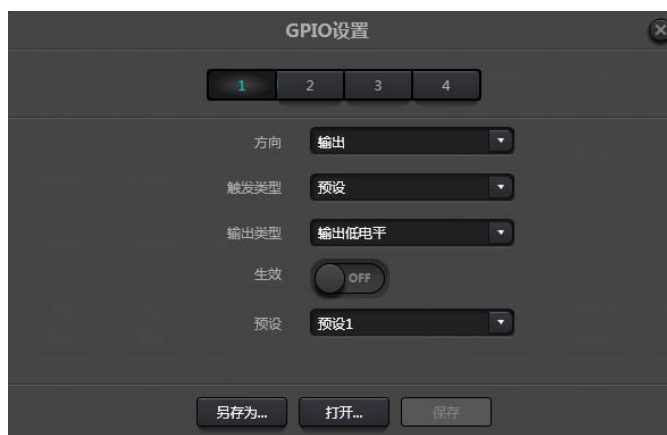 GPIO设置
1 2 3 4
方向 输出
触发类型 预设
输出类型 输出低电平
生效 OFF
预设 预设1
另存为... 打开... 保存